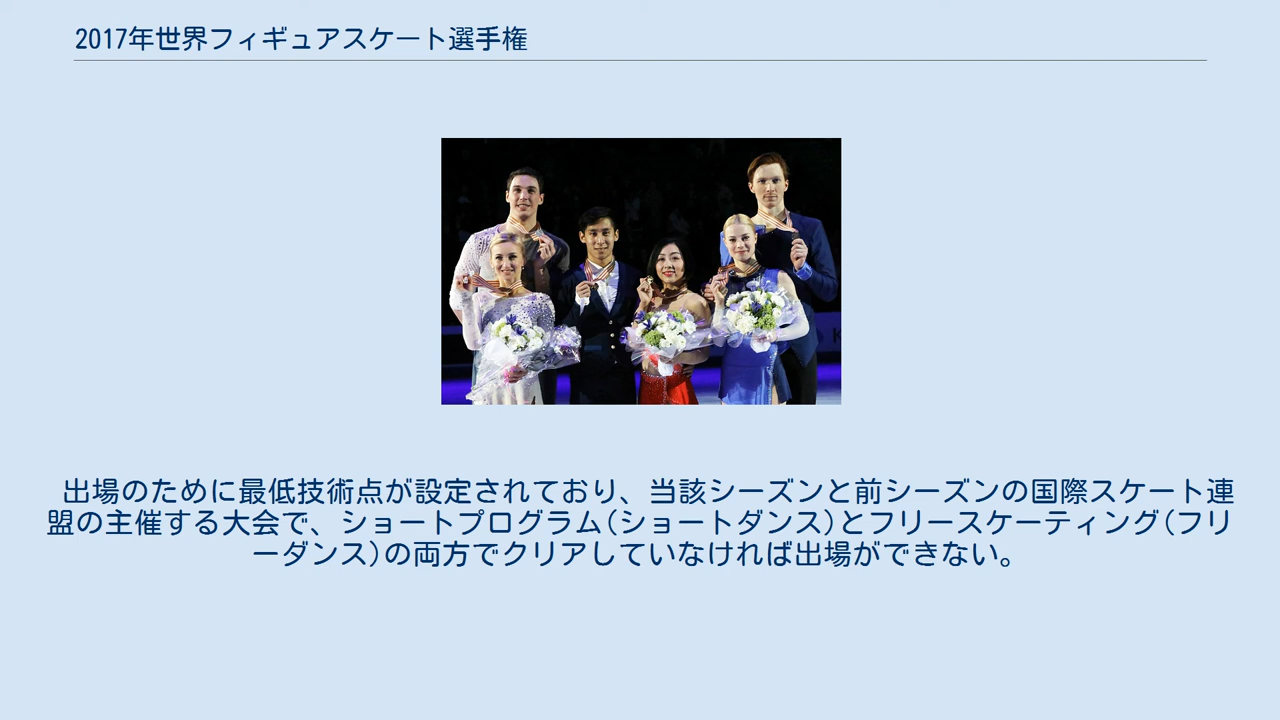 2017年世界フィギュアスケート選手権
出場のために最低技術点が設定されており、当該シーズンと前シーズンの国際スケート連
盟の主催する大会で、ショートプログラム(ショートダンス)とフリースケーティング(フリ
ーダンス)の両方でクリアしていなければ出場ができない。